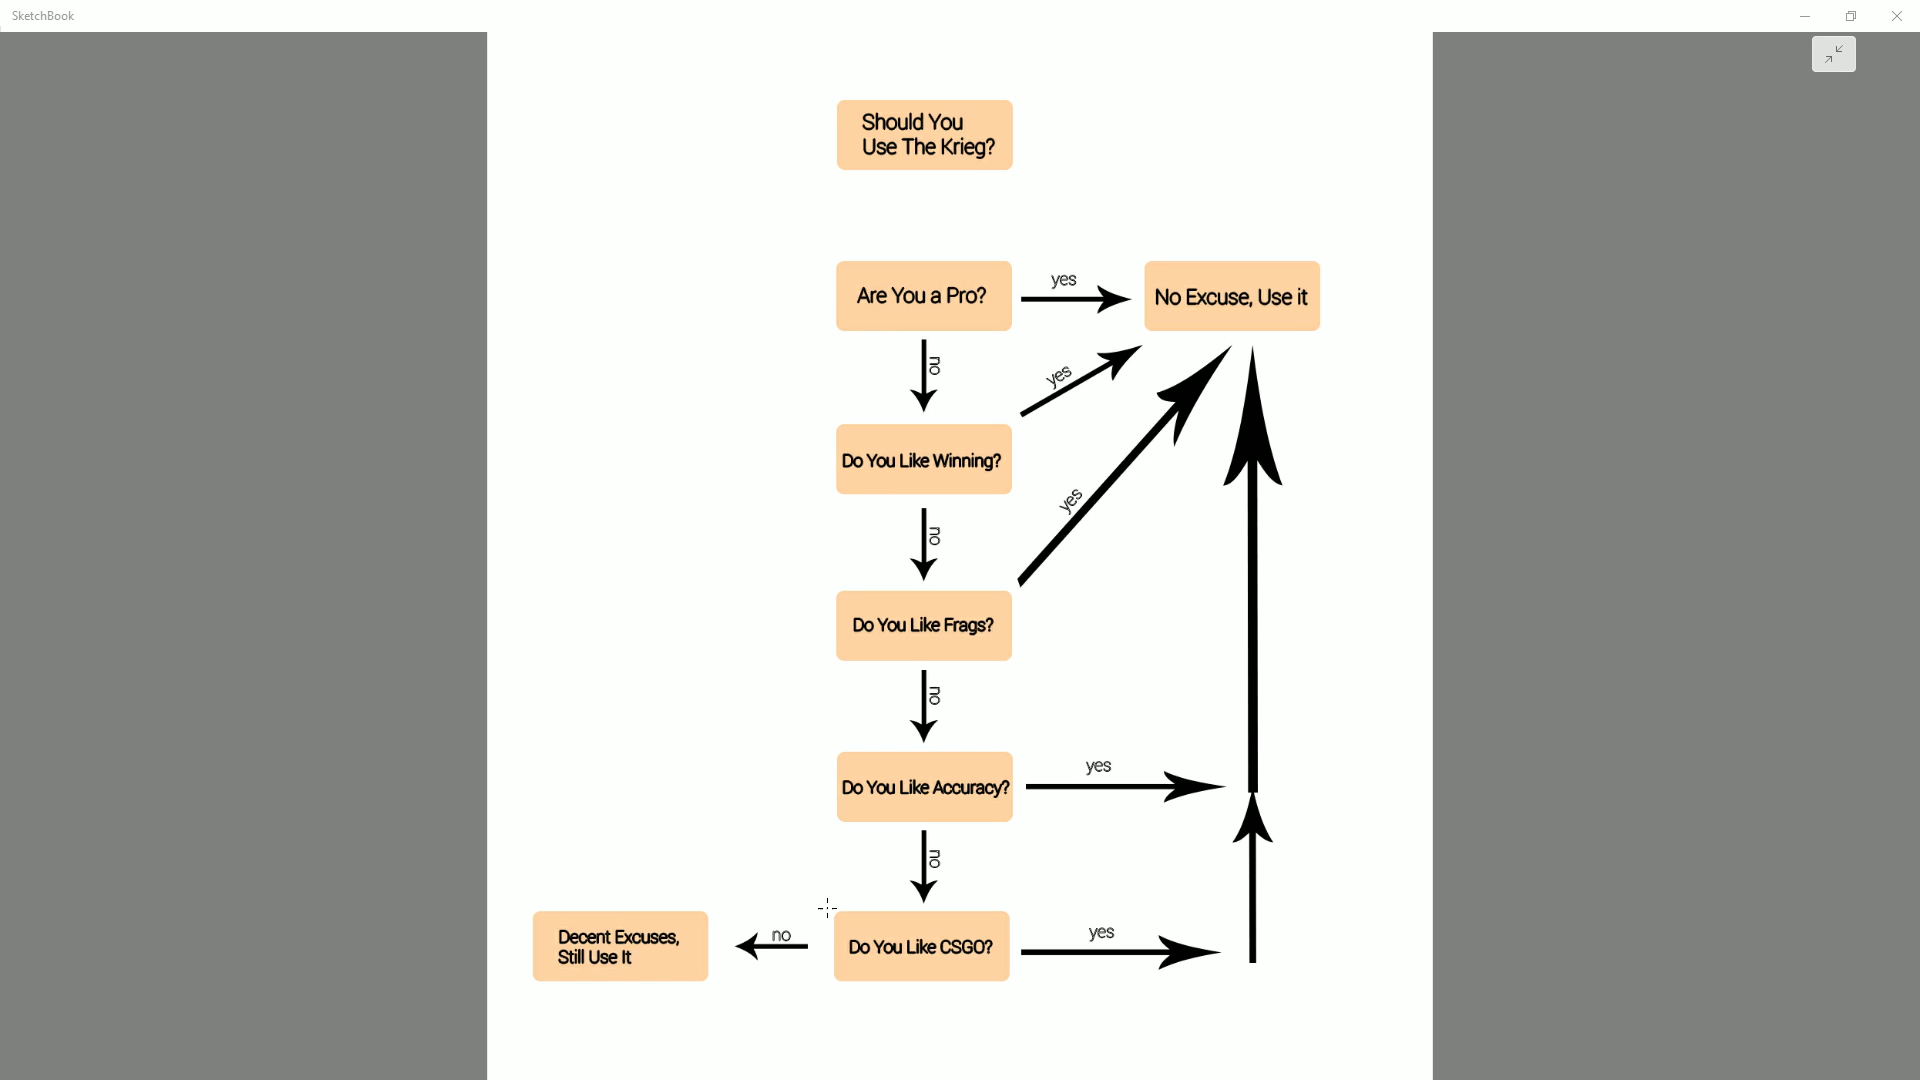 SketchBook
Should You
Use The Krieg?
Are You a Pro?
yes
No Excuse, Use it
no
yes
Do You Like Winning?
no
yes
Do You Like Frags?
no
Do You Like Accuracy?
yes
no
Decent Excuses,
Still Use It
no
Do You Like CSGO?
yes